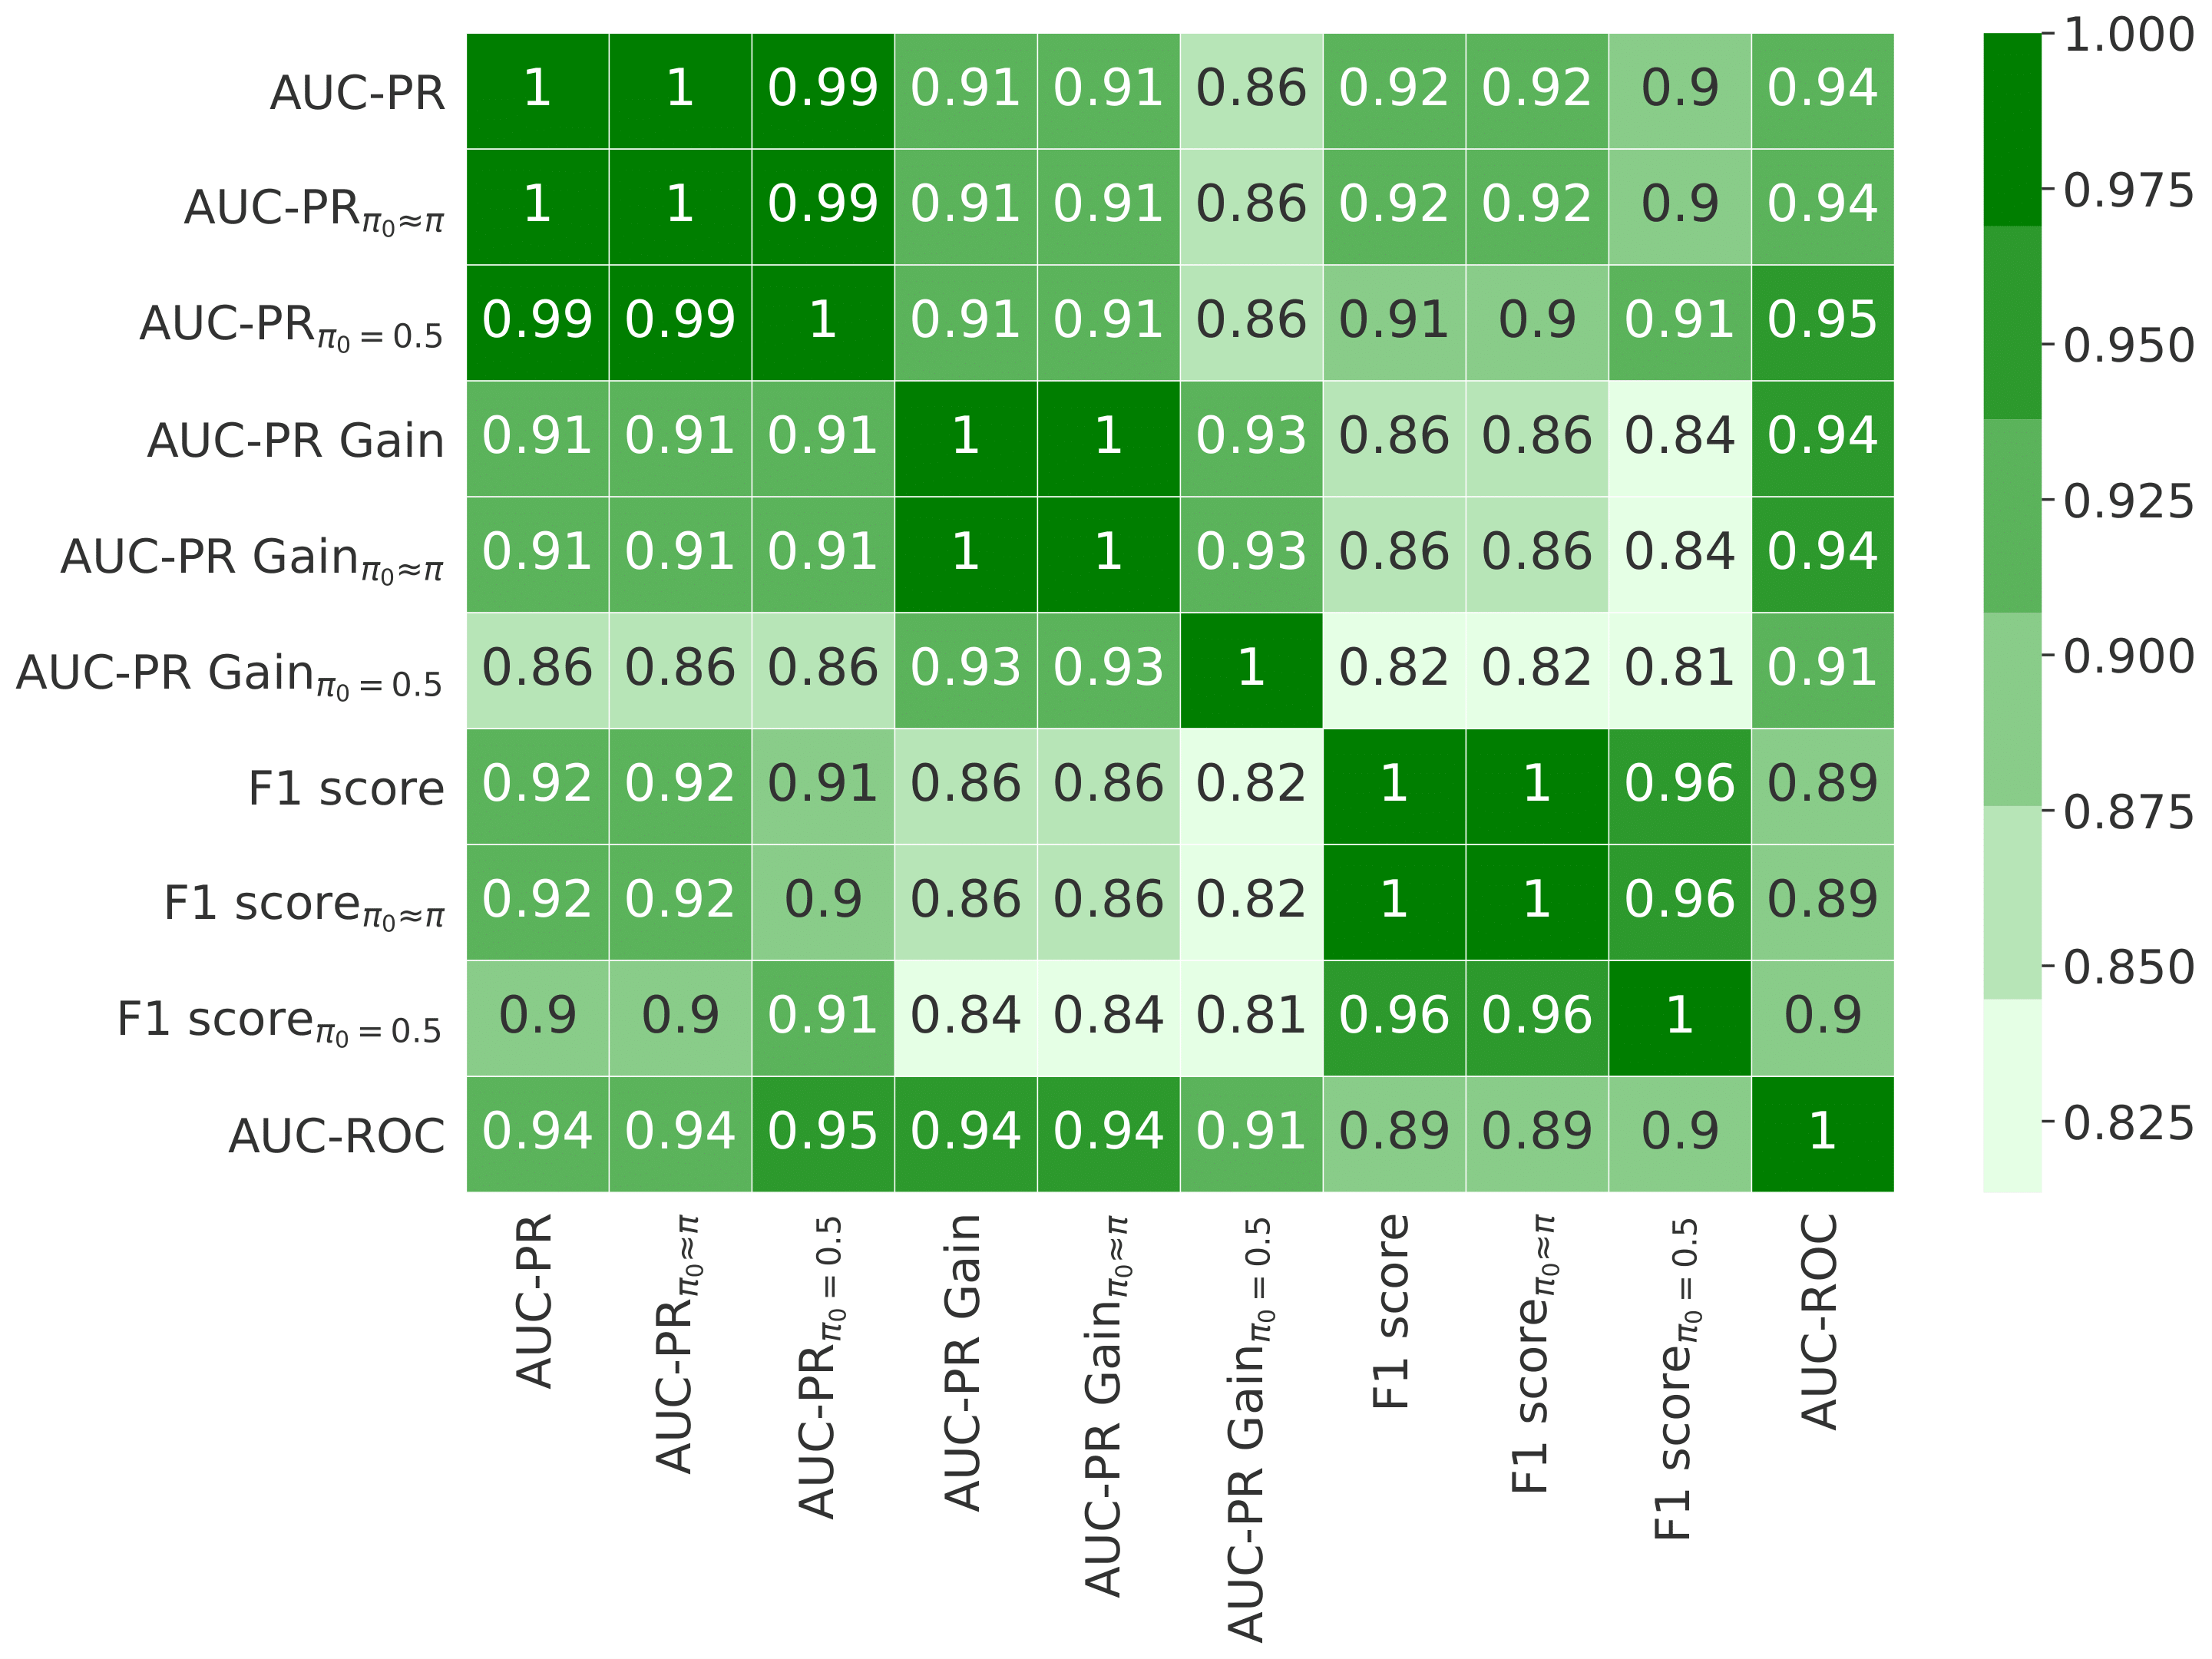 AUC-PR 1 1 0.99 0.91 0.91 0.86 0.92 0.92 0.9 0.94
AUC-PRπ₀≈π 1 1 0.99 0.91 0.91 0.86 0.92 0.92 0.9 0.94
AUC-PRπ₀ = 0.5 0.99 0.99 1 0.91 0.91 0.86 0.91 0.9 0.91 0.95
AUC-PR Gain 0.91 0.91 0.91 1 1 0.93 0.86 0.86 0.84 0.94
AUC-PR Gainπ₀≈π 0.91 0.91 0.91 1 1 0.93 0.86 0.86 0.84 0.94
AUC-PR Gainπ₀ = 0.5 0.86 0.86 0.86 0.93 0.93 1 0.82 0.82 0.81 0.91
F1 score 0.92 0.92 0.91 0.86 0.86 0.82 1 1 0.96 0.89
F1 scoreπ₀≈π 0.92 0.92 0.9 0.86 0.86 0.82 1 1 0.96 0.89
F1 scoreπ₀ = 0.5 0.9 0.9 0.91 0.84 0.84 0.81 0.96 0.96 1 0.9
AUC-ROC 0.94 0.94 0.95 0.94 0.94 0.91 0.89 0.89 0.9 1
AUC-PR
AUC-PRπ₀≈π
AUC-PRπ₀ = 0.5
AUC-PR Gain
AUC-PR Gainπ₀≈π
AUC-PR Gainπ₀ = 0.5
F1 score
F1 scoreπ₀≈π
F1 scoreπ₀ = 0.5
AUC-ROC
1.000
0.975
0.950
0.925
0.900
0.875
0.850
0.825